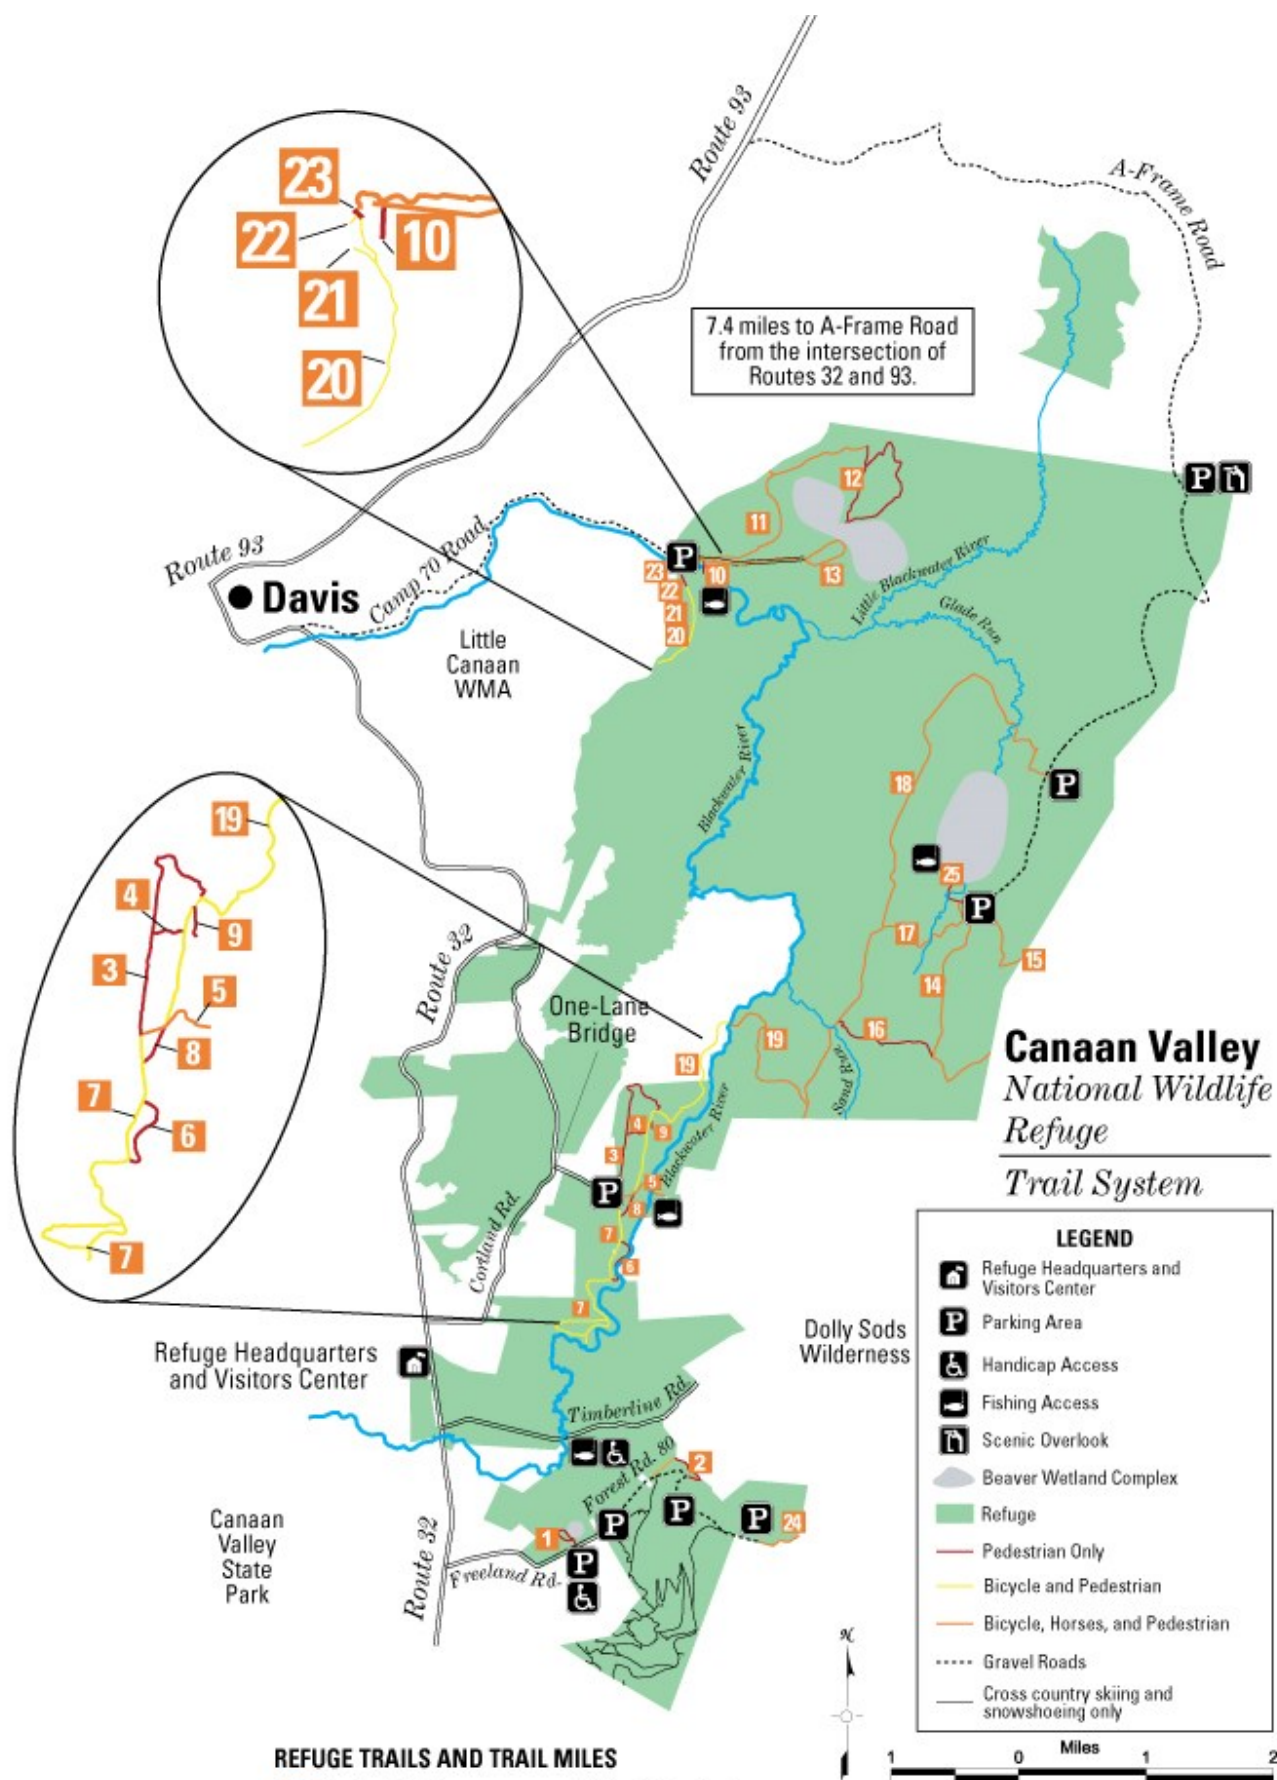 Route 93
A-Frame Road
23
22
10
21
20
7.4 miles to A-Frame Road
from the intersection of
Routes 32 and 93.
P
12
11
Route 93
Camp 70 Road
P
23
10
13
22
21
20
Little Blackwater River
Glade Run
Davis
Little
Canaan
WMA
Blackwater River
18
P
19
4
9
3
5
8
7
6
7
25
P
17
15
14
16
Route 32
One-Lane
Bridge
19
19
Sand Run
Canaan Valley
National Wildlife
Refuge
Trail System
4
9
3
Blackwater River
5
P
8
7
6
7
Cortland Rd.
Refuge Headquarters
and Visitors Center
Dolly Sods
Wilderness
Timberline Rd.
Forest Rd. 80
2
P
P
P
24
1
P
Freeland Rd.
Route 32
Canaan
Valley
State
Park
LEGEND
Refuge Headquarters and
Visitors Center
P Parking Area
Handicap Access
Fishing Access
Scenic Overlook
Beaver Wetland Complex
Refuge
Pedestrian Only
Bicycle and Pedestrian
Bicycle, Horses, and Pedestrian
Gravel Roads
Cross country skiing and
snowshoeing only
N
Miles
1 0 1 2
REFUGE TRAILS AND TRAIL MILES